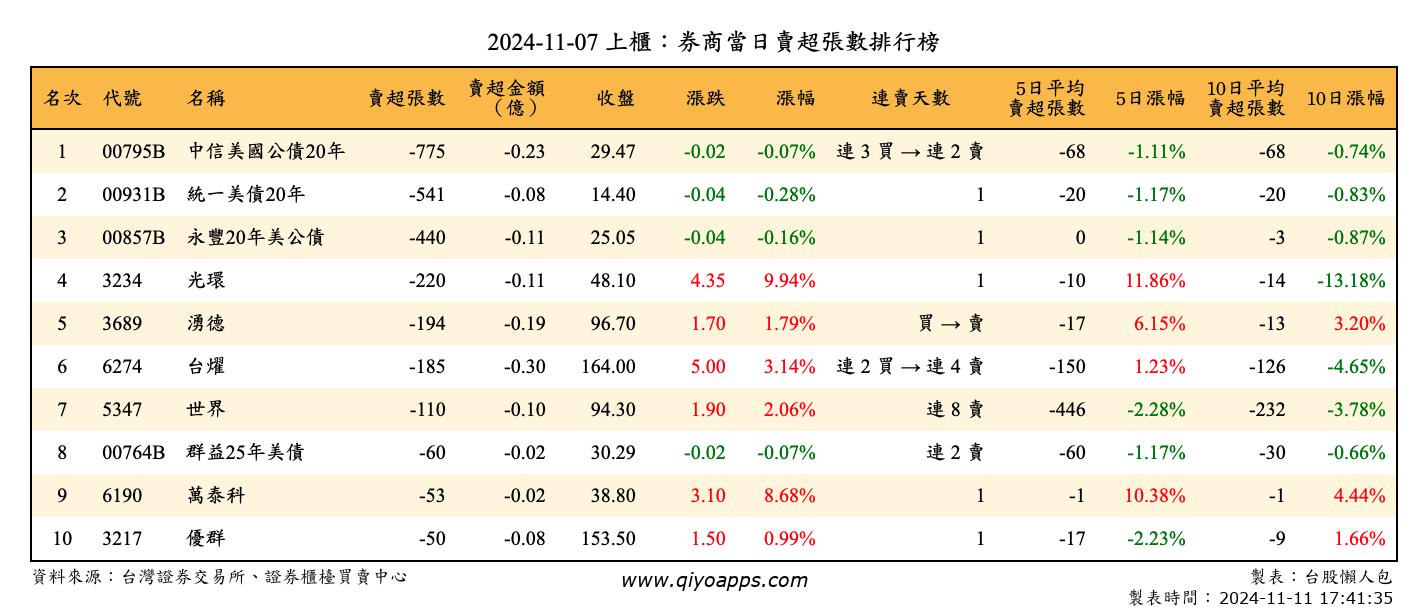 2024-11-07 上櫃：券商當日賣超張數排行榜
名次 代號 名稱 賣超張數 賣超金額（億） 收盤 漲跌 漲幅 連賣天數 5日平均賣超張數 5日漲幅 10日平均賣超張數 10日漲幅
1 00795B 中信美國公債20年 -775 -0.23 29.47 -0.02 -0.07% 連 3 買 → 連 2 賣 -68 -1.11% -68 -0.74%
2 00931B 統一美債20年 -541 -0.08 14.40 -0.04 -0.28% 1 -20 -1.17% -20 -0.83%
3 00857B 永豐20年美公債 -440 -0.11 25.05 -0.04 -0.16% 1 0 -1.14% -3 -0.87%
4 3234 光環 -220 -0.11 48.10 4.35 9.94% 1 -10 11.86% -14 -13.18%
5 3689 湧德 -194 -0.19 96.70 1.70 1.79% 買 → 賣 -17 6.15% -13 3.20%
6 6274 台燿 -185 -0.30 164.00 5.00 3.14% 連 2 買 → 連 4 賣 -150 1.23% -126 -4.65%
7 5347 世界 -110 -0.10 94.30 1.90 2.06% 連 8 賣 -446 -2.28% -232 -3.78%
8 00764B 群益25年美債 -60 -0.02 30.29 -0.02 -0.07% 連 2 賣 -60 -1.17% -30 -0.66%
9 6190 萬泰科 -53 -0.02 38.80 3.10 8.68% 1 -1 10.38% -1 4.44%
10 3217 優群 -50 -0.08 153.50 1.50 0.99% 1 -17 -2.23% -9 1.66%
資料來源：台灣證券交易所、證券櫃檯買賣中心 www.qiyoapps.com 製表：台股懶人包
製表時間：2024-11-11 17:41:35